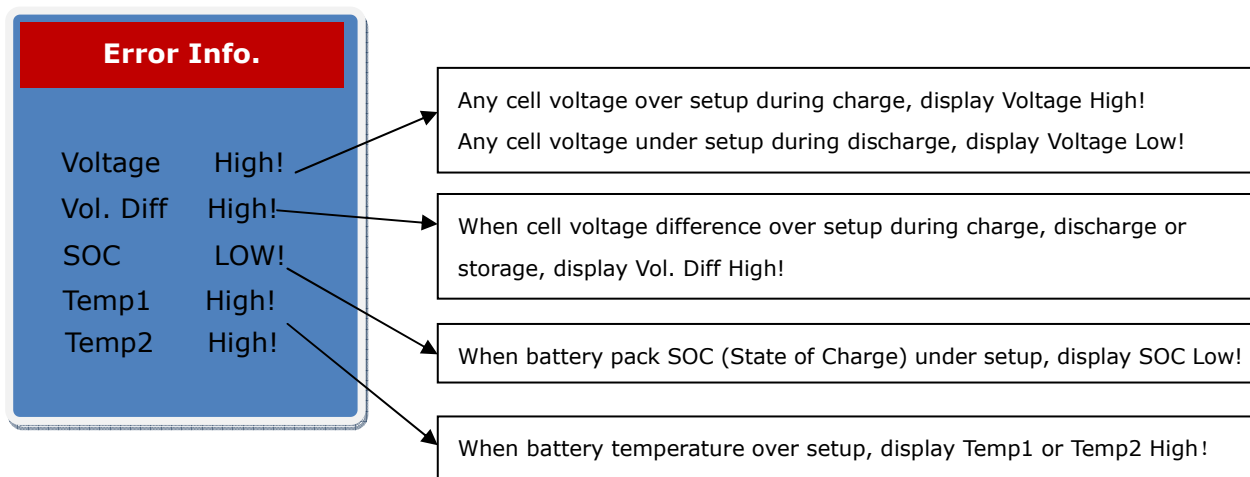 Error Info.
Voltage High!
Vol. Diff High!
SOC LOW!
Temp1 High!
Temp2 High!
Any cell voltage over setup during charge, display Voltage High!
Any cell voltage under setup during discharge, display Voltage Low!
When cell voltage difference over setup during charge, discharge or
storage, display Vol. Diff High!
When battery pack SOC (State of Charge) under setup, display SOC Low!
When battery temperature over setup, display Temp1 or Temp2 High!